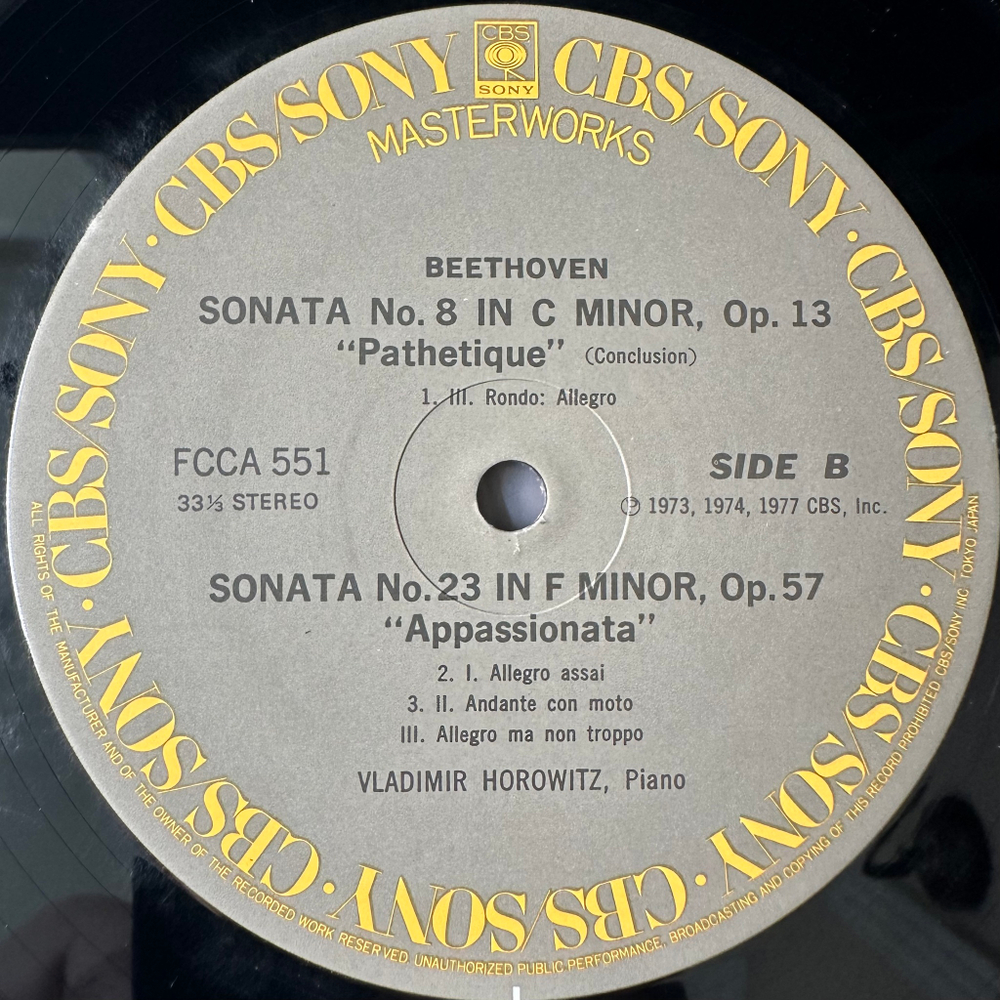 CBS
SONY
CBS/SONY · CBS/SONY · CBS/SONY · CBS/SONY · CBS/SONY · CBS/SONY · CBS/SONY · CBS/SONY · CBS/SONY
MASTERWORKS
BEETHOVEN
SONATA No. 8 IN C MINOR, Op. 13
“Pathetique” (Conclusion)
1. III. Rondo: Allegro
FCCA 551
33⅓ STEREO
SIDE B
℗ 1973, 1974, 1977 CBS, Inc.
SONATA No. 23 IN F MINOR, Op. 57
“Appassionata”
2. I. Allegro assai
3. II. Andante con moto
III. Allegro ma non troppo
VLADIMIR HOROWITZ, Piano
ALL RIGHTS OF THE MANUFACTURER AND OF THE OWNER OF THE RECORDED WORK RESERVED. UNAUTHORIZED PUBLIC PERFORMANCE, BROADCASTING AND COPYING OF THIS RECORD PROHIBITED. CBS/SONY INC. TOKYO JAPAN